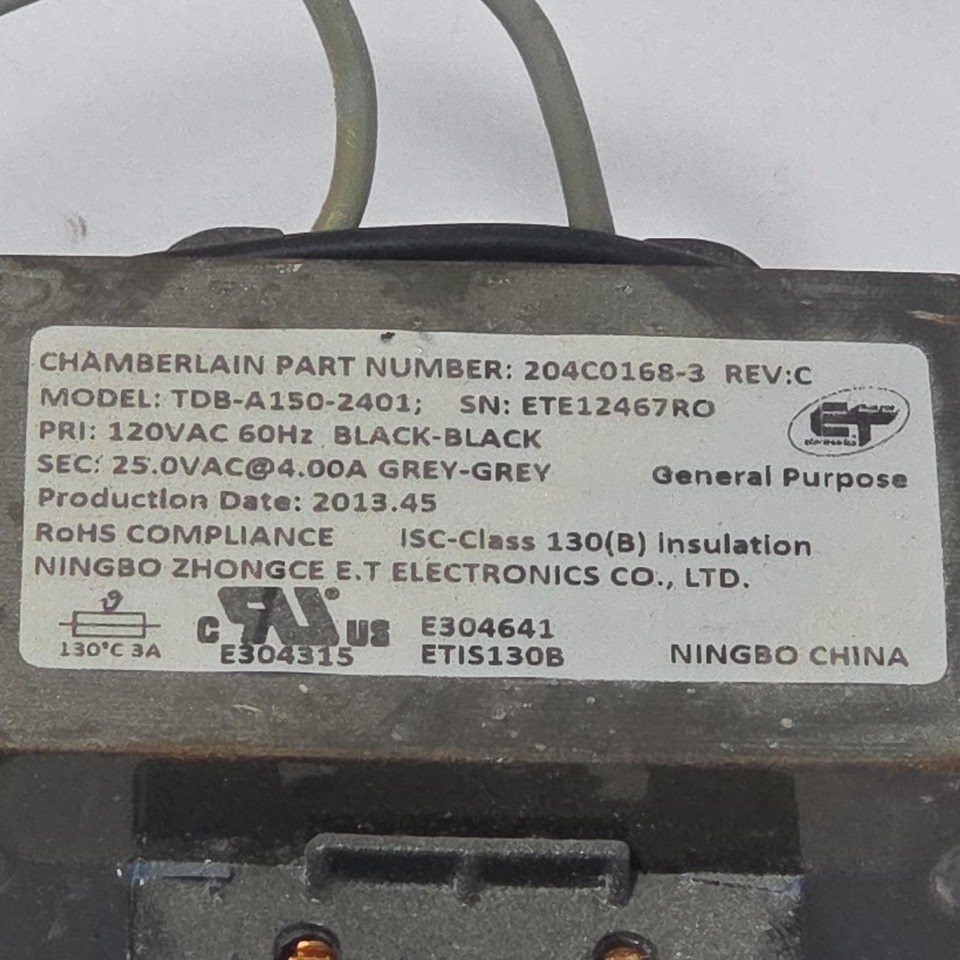 CHAMBERLAIN PART NUMBER: 204C0168-3 REV:C
MODEL: TDB-A150-2401; SN: ETE12467RO
PRI: 120VAC 60Hz BLACK-BLACK
ET
SEC: 25.0VAC@4.00A GREY-GREY
General Purpose
Production Date: 2013.45
RoHS COMPLIANCE ISC-Class 130(B) insulation
NINGBO ZHONGCE E.T ELECTRONICS CO., LTD.
130°C 3A
C RU ® US
E304315
E304641
ETIS130B
NINGBO CHINA